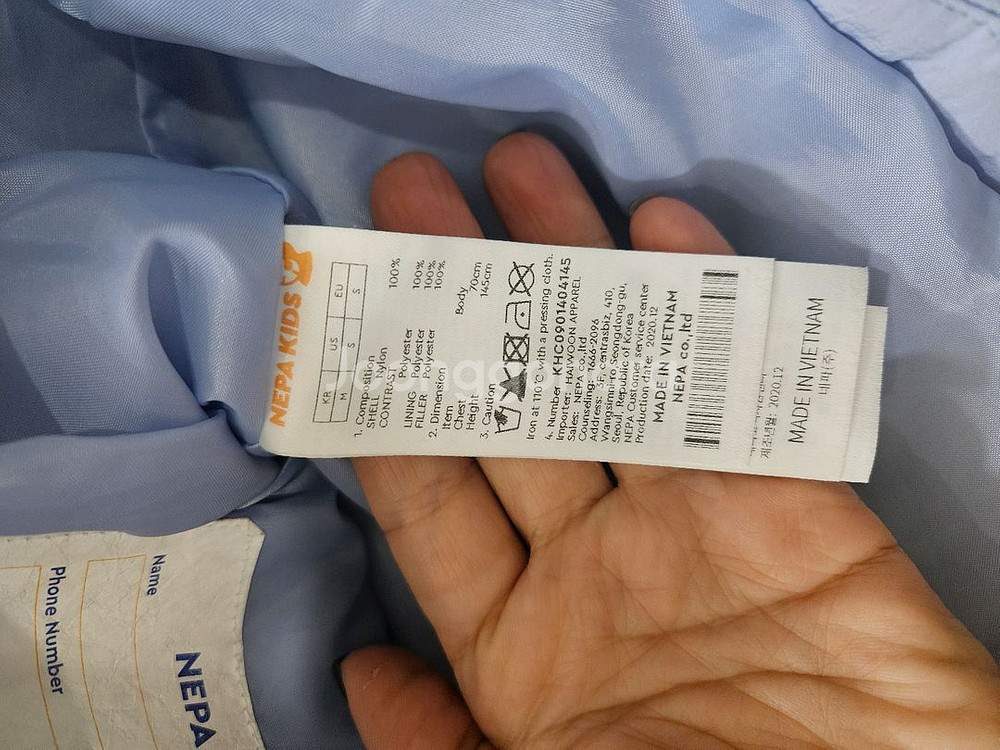 NEPA KIDS
KR US EU
M S S
1. Composition
SHELL Nylon 100%
CONTRAST
LINING Polyester 100%
FILLER Polyester 100%
Polyester 100%
2. Dimension
Item Body
Chest 70cm
Height 145cm
3. Caution
Iron at 110°C with a pressing cloth.
4. Number KHC0901404145
Importer: HAIWOON APPAREL
Sales: NEPA co.,ltd
Counseling: 1666-2096
Address: 3F, centrasbiz, 410,
Wangsimni-ro, Seongdong-gu,
Seoul, Republic of Korea
NEPA Customer service center
Production date: 2020.12
MADE IN VIETNAM
NEPA co.,ltd
제조년월: 2020.12
MADE IN VIETNAM
네파(주)
NEPA
Name
Phone Number